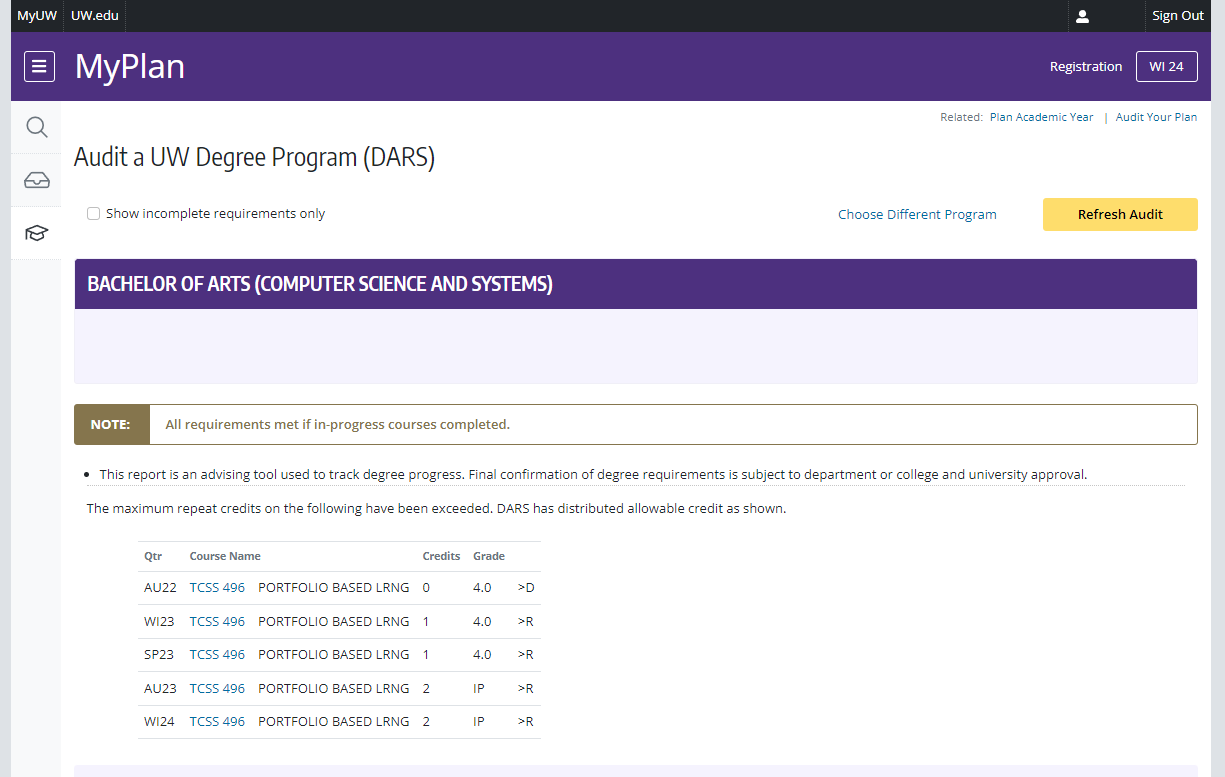 MyUW UW.edu Sign Out
MyPlan Registration WI 24
Related: Plan Academic Year | Audit Your Plan
Audit a UW Degree Program (DARS)
Show incomplete requirements only Choose Different Program Refresh Audit
BACHELOR OF ARTS (COMPUTER SCIENCE AND SYSTEMS)
NOTE: All requirements met if in-progress courses completed.
• This report is an advising tool used to track degree progress. Final confirmation of degree requirements is subject to department or college and university approval.
The maximum repeat credits on the following have been exceeded. DARS has distributed allowable credit as shown.
Qtr Course Name Credits Grade
AU22 TCSS 496 PORTFOLIO BASED LRNG 0 4.0 >D
WI23 TCSS 496 PORTFOLIO BASED LRNG 1 4.0 >R
SP23 TCSS 496 PORTFOLIO BASED LRNG 1 4.0 >R
AU23 TCSS 496 PORTFOLIO BASED LRNG 2 IP >R
WI24 TCSS 496 PORTFOLIO BASED LRNG 2 IP >R